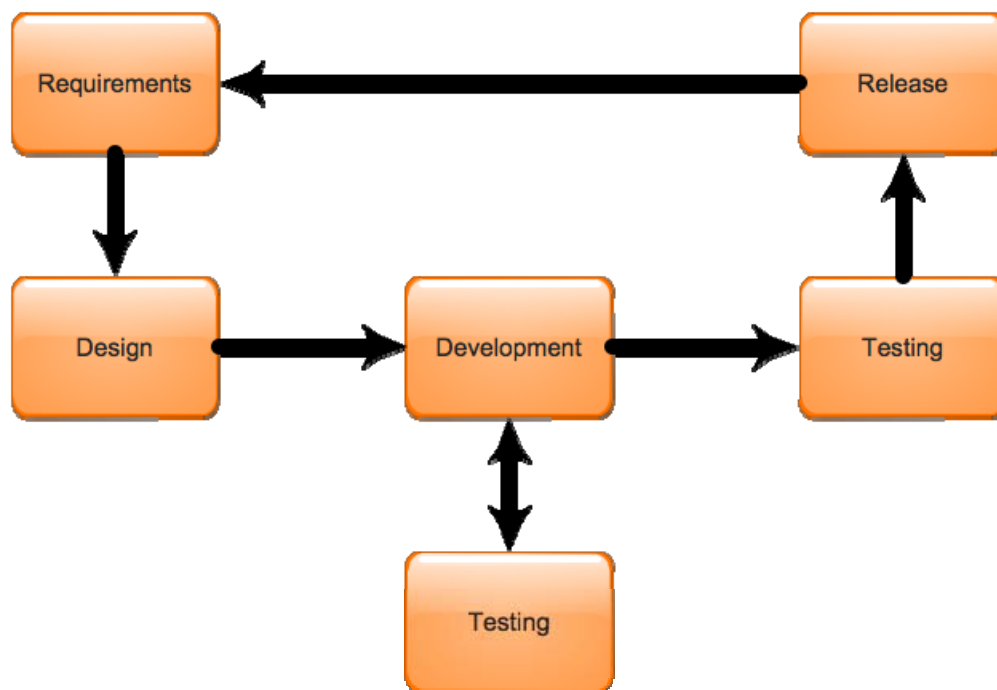 Requirements
Release
Design
Development
Testing
Testing